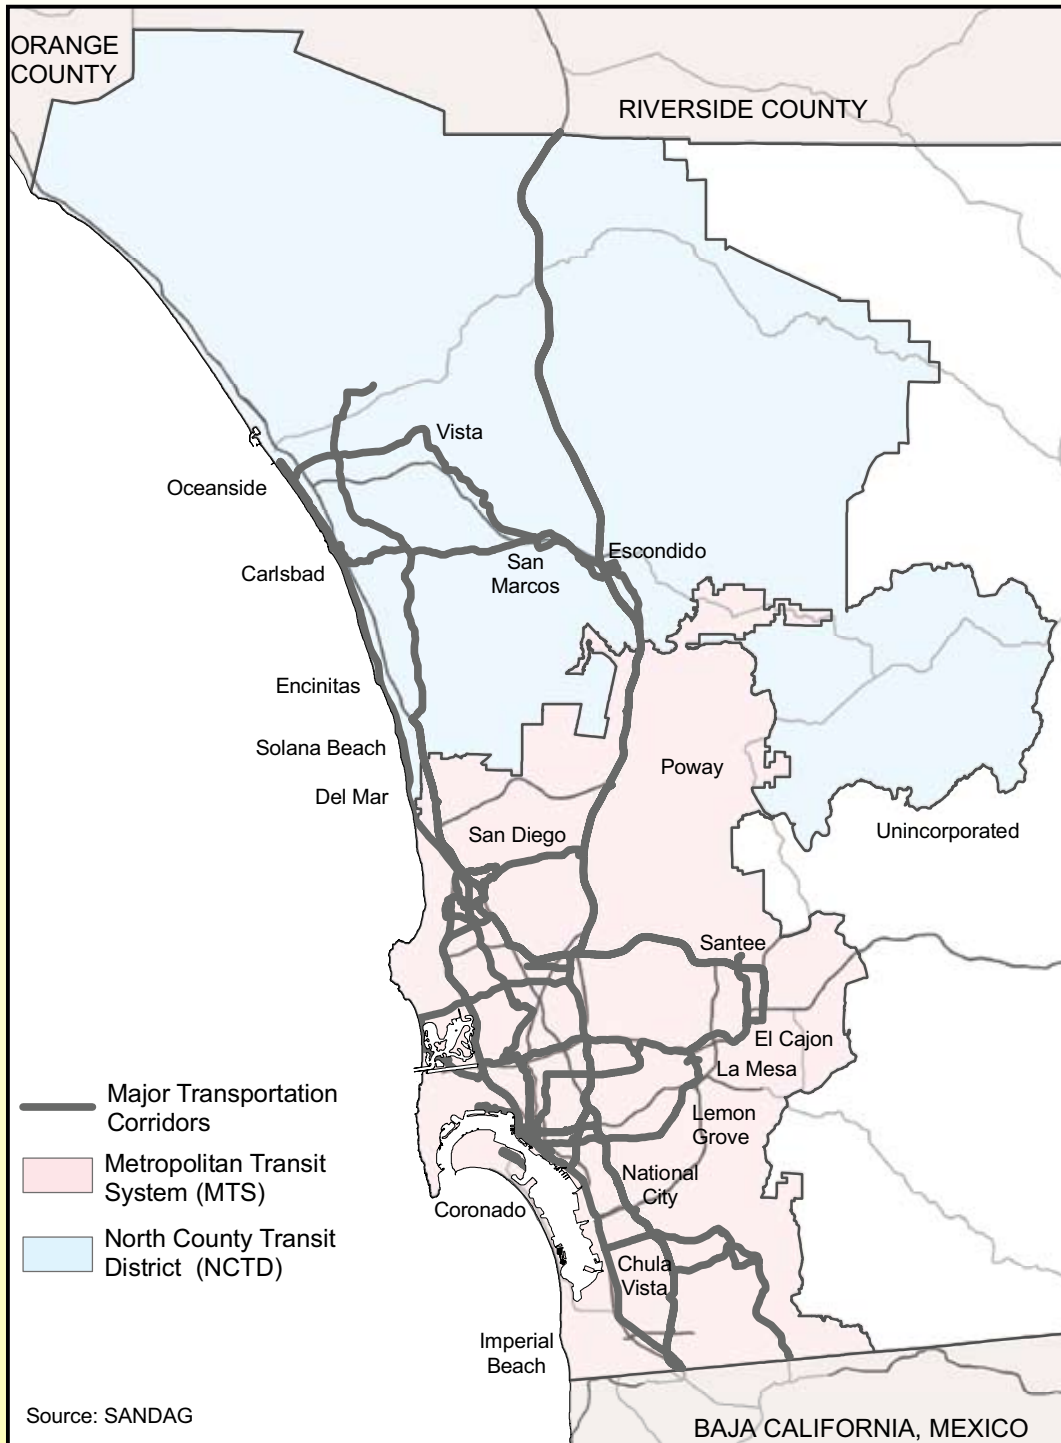 ORANGE
COUNTY
RIVERSIDE COUNTY
Vista
Oceanside
Escondido
San
Marcos
Carlsbad
Encinitas
Solana Beach
Poway
Del Mar
San Diego
Unincorporated
Santee
El Cajon
La Mesa
Major Transportation
Corridors
Lemon
Grove
Metropolitan Transit
System (MTS)
National
City
Coronado
North County Transit
District (NCTD)
Chula
Vista
Imperial
Beach
Source: SANDAG
BAJA CALIFORNIA, MEXICO